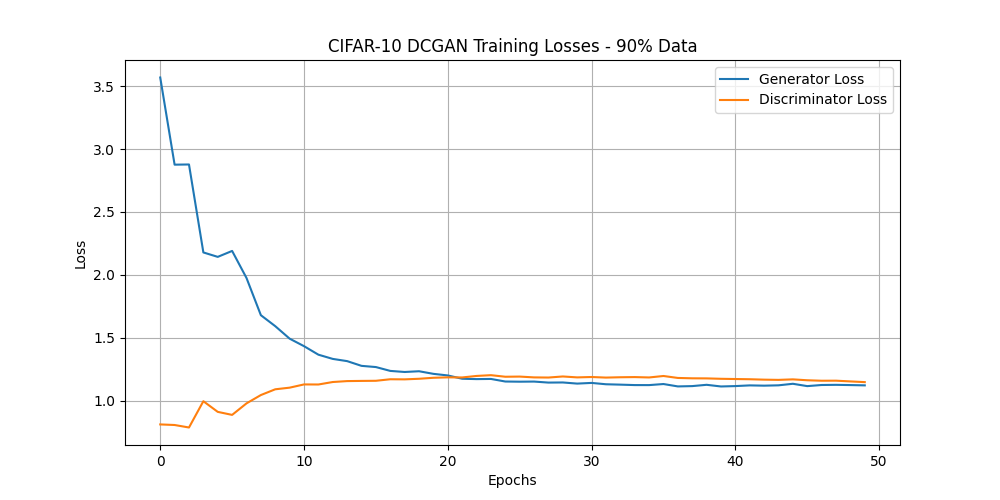 CIFAR-10 DCGAN Training Losses - 90% Data
Generator Loss
Discriminator Loss
3.5
3.0
2.5
2.0
1.5
1.0
Loss
0
10
20
30
40
50
Epochs